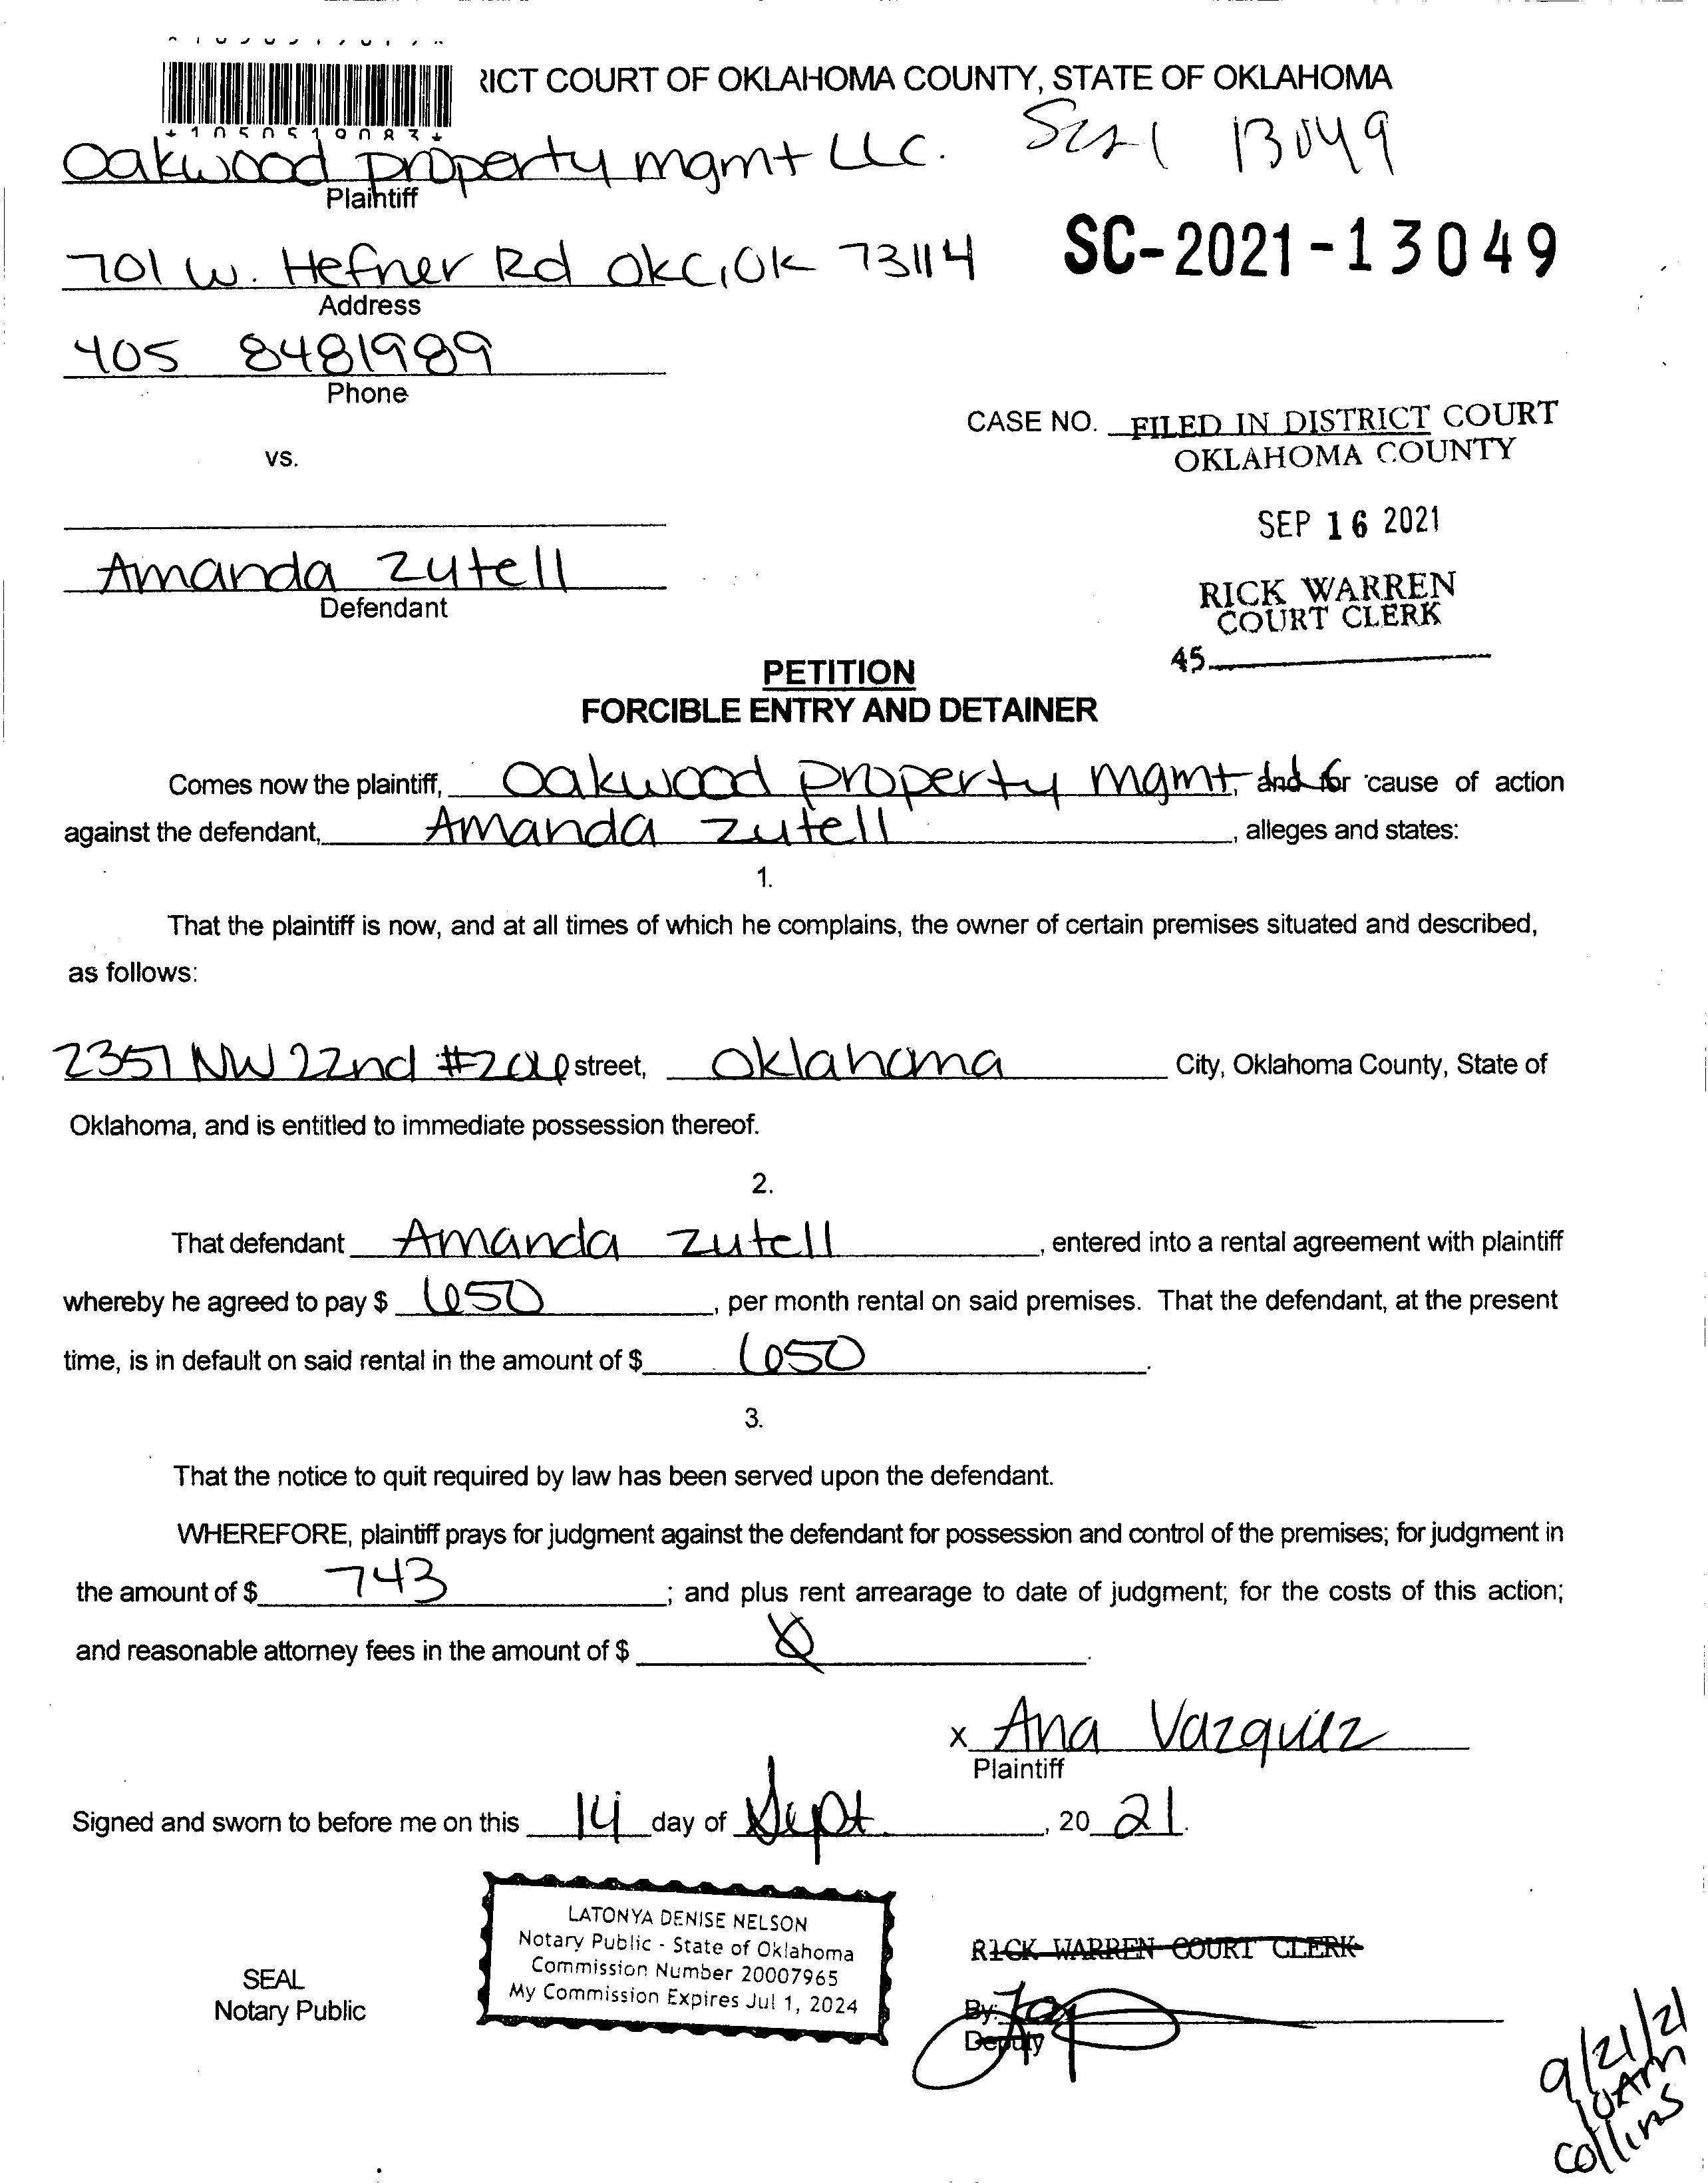 RICT COURT OF OKLAHOMA COUNTY, STATE OF OKLAHOMA
*1050519083*
Oakwood property mgmt LLC. 13049
Plaintiff
701 W. Hefner Rd OKC, OK 73114
SC-2021-13049
Address
405 8481989
Phone
CASE NO. FILED IN DISTRICT COURT
OKLAHOMA COUNTY
vs.
SEP 16 2021
Amanda Zutell
Defendant
RICK WARREN
COURT CLERK
45
PETITION
FORCIBLE ENTRY AND DETAINER
Comes now the plaintiff, Oakwood property mgmt, and for cause of action
against the defendant, Amanda Zutell, alleges and states:
1.
That the plaintiff is now, and at all times of which he complains, the owner of certain premises situated and described,
as follows:
2357 NW 22nd #206 street, Oklahoma City, Oklahoma County, State of
Oklahoma, and is entitled to immediate possession thereof.
2.
That defendant Amanda Zutell, entered into a rental agreement with plaintiff
whereby he agreed to pay $ 650, per month rental on said premises. That the defendant, at the present
time, is in default on said rental in the amount of $ 650.
3.
That the notice to quit required by law has been served upon the defendant.
WHEREFORE, plaintiff prays for judgment against the defendant for possession and control of the premises; for judgment in
the amount of $ 743; and plus rent arrearage to date of judgment; for the costs of this action;
and reasonable attorney fees in the amount of $ 0.
x Ana Vazquez
Plaintiff
Signed and sworn to before me on this 14 day of Sept, 20 21.
LATONYA DENISE NELSON
Notary Public - State of Oklahoma
Commission Number 20007965
My Commission Expires Jul 1, 2024
SEAL
Notary Public
RICK WARREN COURT CLERK
By:
Deputy
9/21/21
10AM
Collins